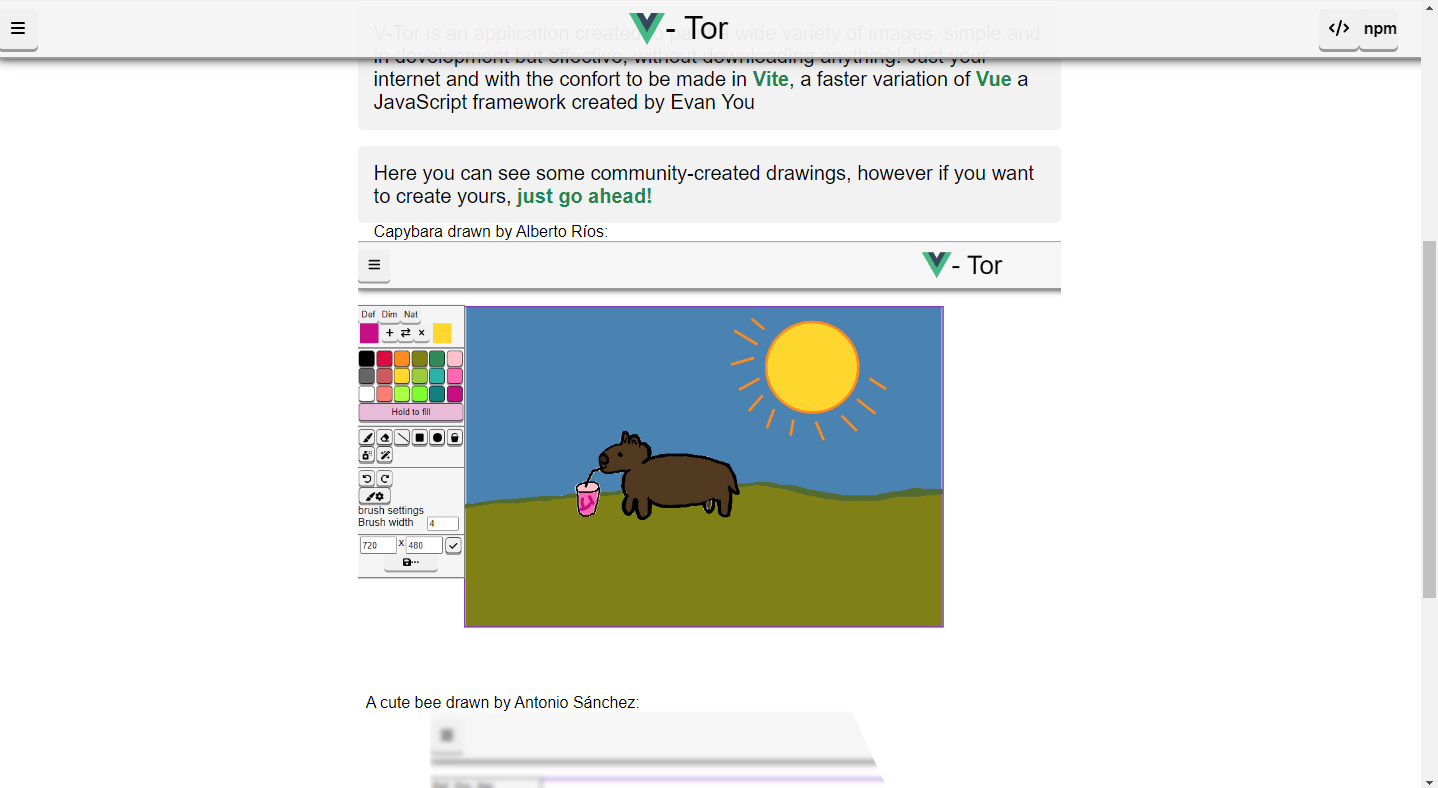 - Tor
</> npm
V-Tor is an application created to paint a wide variety of images. simple and
in development but effective, without downloading anything! Just your
internet and with the confort to be made in Vite, a faster variation of Vue a
JavaScript framework created by Evan You
Here you can see some community-created drawings, however if you want
to create yours, just go ahead!
Capybara drawn by Alberto Ríos:
- Tor
Def Dim Nat
Hold to fill
brush settings
Brush width 4
720 x 480
A cute bee drawn by Antonio Sánchez: